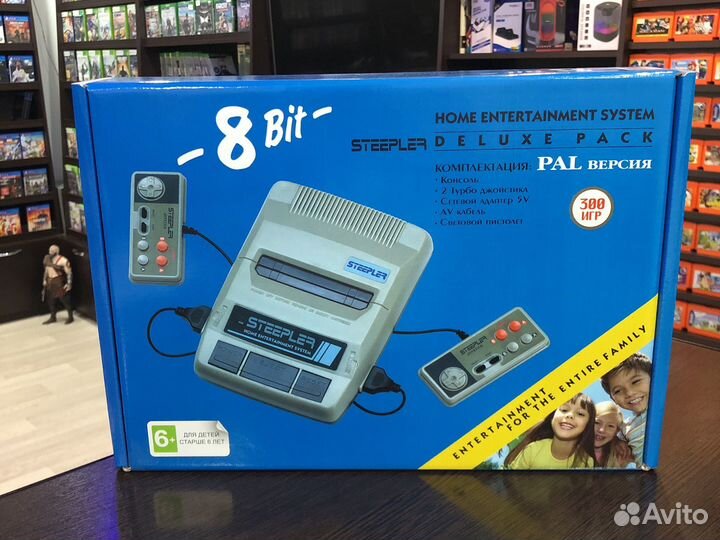 - 8 Bit -
HOME ENTERTAINMENT SYSTEM
STEEPLER DELUXE PACK
КОМПЛЕКТАЦИЯ: PAL ВЕРСИЯ
· Консоль
· 2 Турбо джойстика
· Сетевой адаптер 5V
· AV кабель
· Световой пистолет
300
ИГР
STEEPLER
STEEPLER
STEEPLER
HOME ENTERTAINMENT SYSTEM
STEEPLER
ENTERTAINMENT
FOR THE ENTIRE FAMILY
6+
ДЛЯ ДЕТЕЙ
СТАРШЕ 6 ЛЕТ
Avito